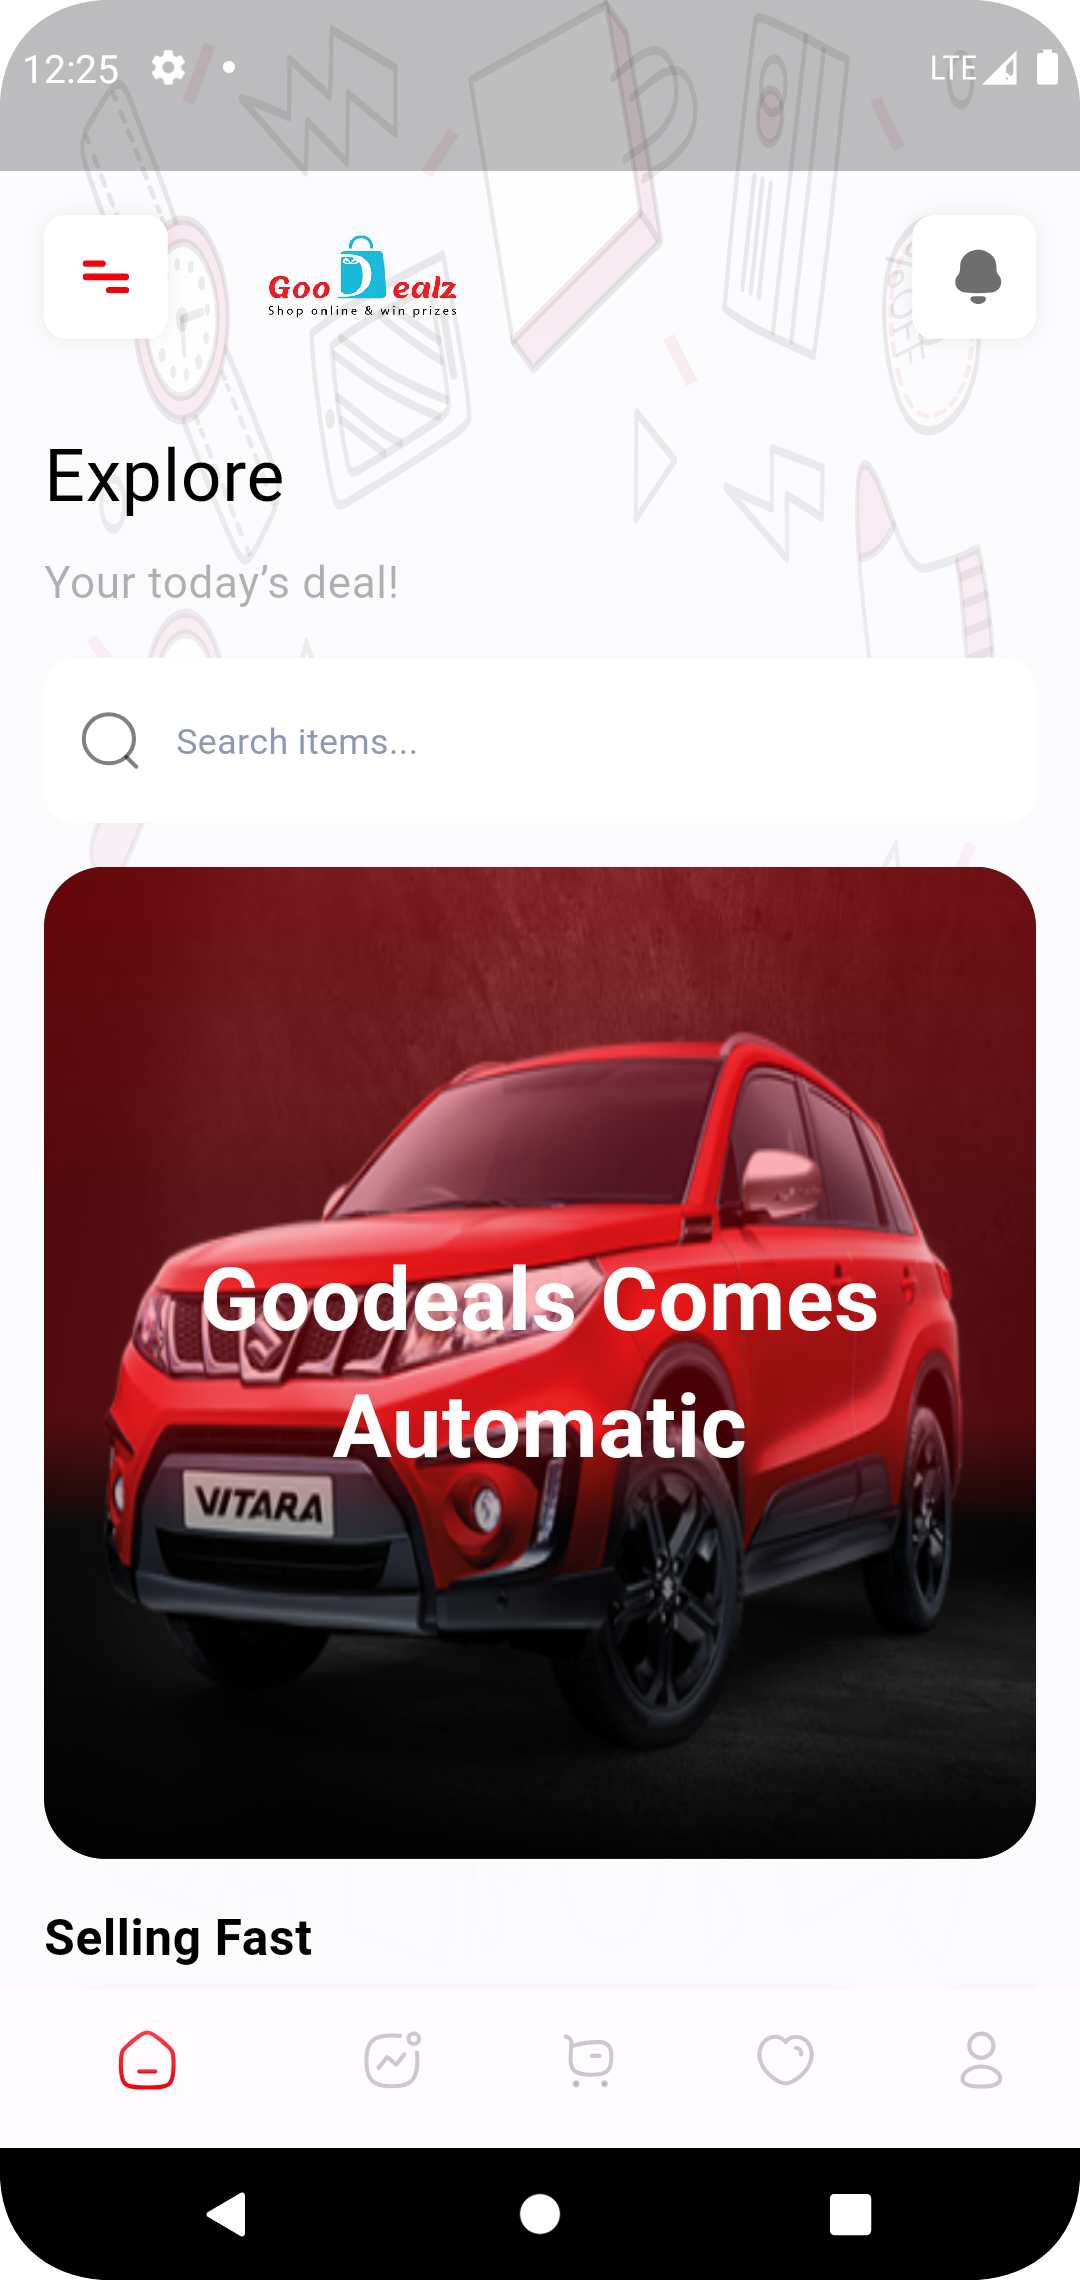 12:25
LTE
Goo Dealz
Shop online & win prizes
%OFF
Explore
Your today’s deal!
Search items...
Goodeals Comes
Automatic
VITARA
Selling Fast